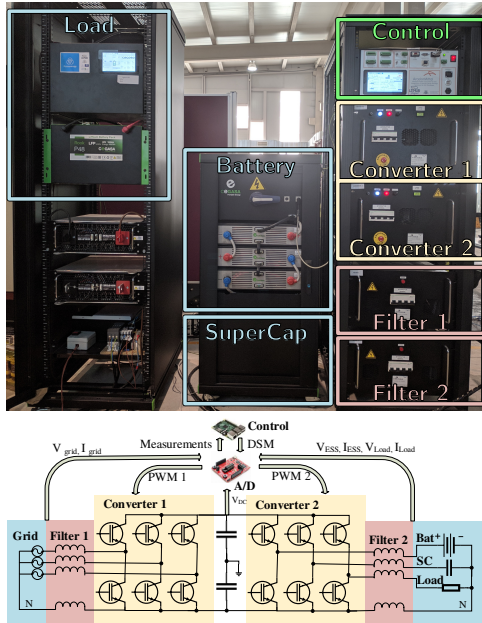 Load
Control
Battery
Converter 1
Converter 2
SuperCap
Filter 1
Filter 2
Control
V grid, I grid
Measurements
DSM
VESS, IESS, VLoad, ILoad
PWM 1
PWM 2
A/D
VDC
Converter 1
Converter 2
Grid
Filter 1
Filter 2
Bat+
-
SC
Load
N
N